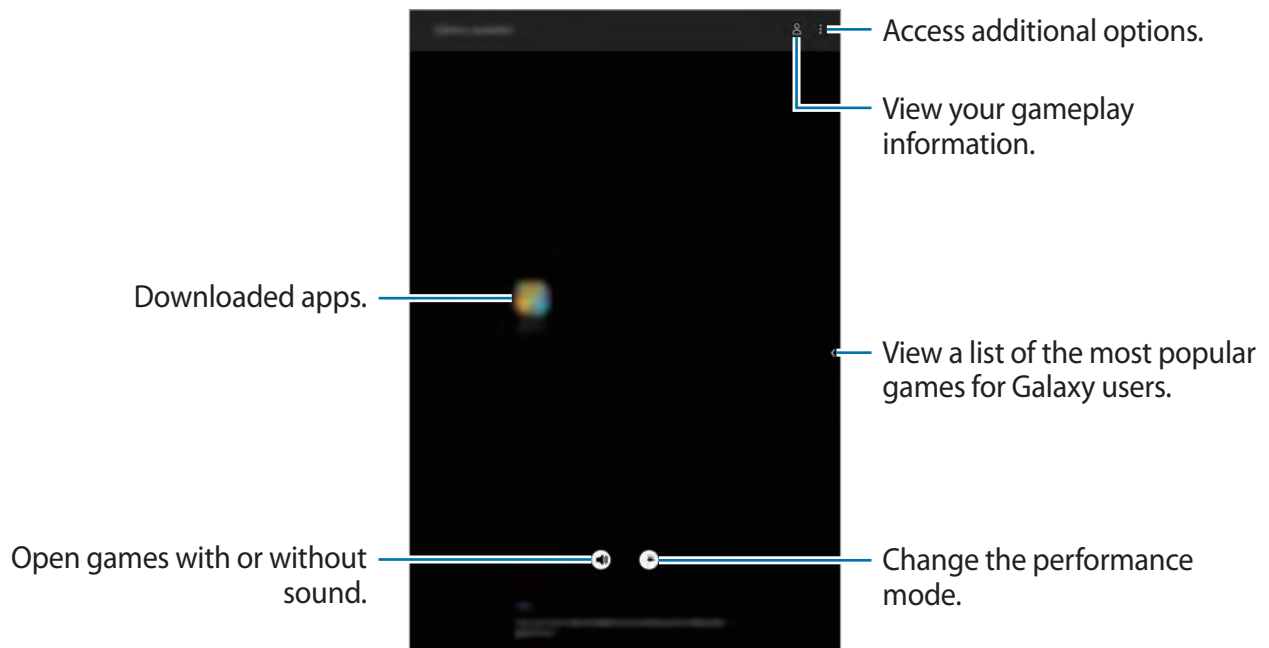 Access additional options.
View your gameplay
information.
Downloaded apps.
View a list of the most popular
games for Galaxy users.
Open games with or without
sound.
Change the performance
mode.